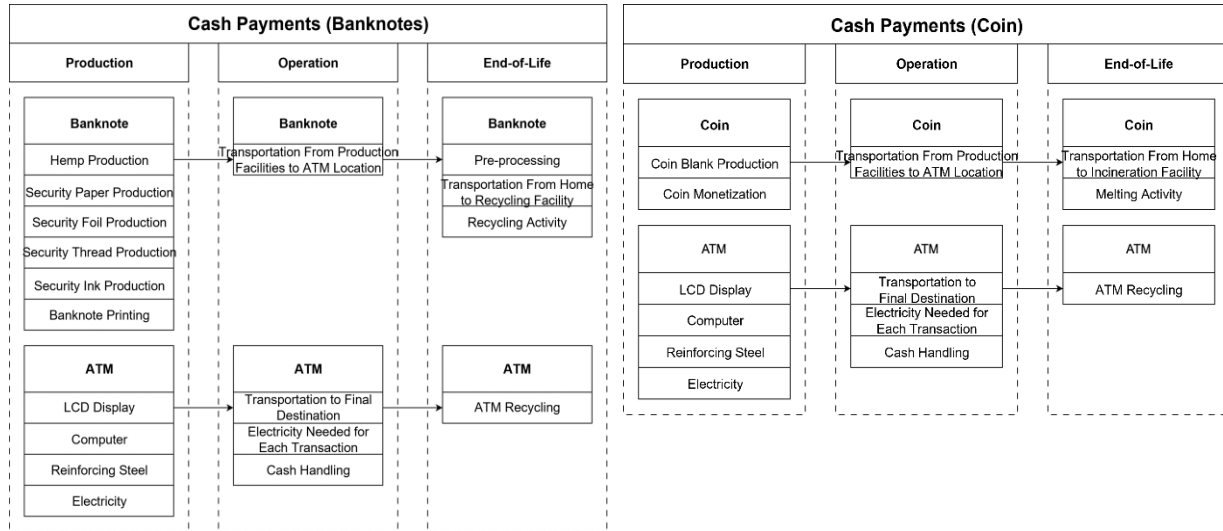 Cash Payments (Banknotes)
Production
Operation
End-of-Life
Banknote
Hemp Production
Security Paper Production
Security Foil Production
Security Thread Production
Security Ink Production
Banknote Printing
Banknote
Transportation From Production
Facilities to ATM Location
Banknote
Pre-processing
Transportation From Home
to Recycling Facility
Recycling Activity
ATM
LCD Display
Computer
Reinforcing Steel
Electricity
ATM
Transportation to Final
Destination
Electricity Needed for
Each Transaction
Cash Handling
ATM
ATM Recycling
Cash Payments (Coin)
Production
Operation
End-of-Life
Coin
Coin Blank Production
Coin Monetization
Coin
Transportation From Production
Facilities to ATM Location
Coin
Transportation From Home
to Incineration Facility
Melting Activity
ATM
LCD Display
Computer
Reinforcing Steel
Electricity
ATM
Transportation to
Final Destination
Electricity Needed for
Each Transaction
Cash Handling
ATM
ATM Recycling